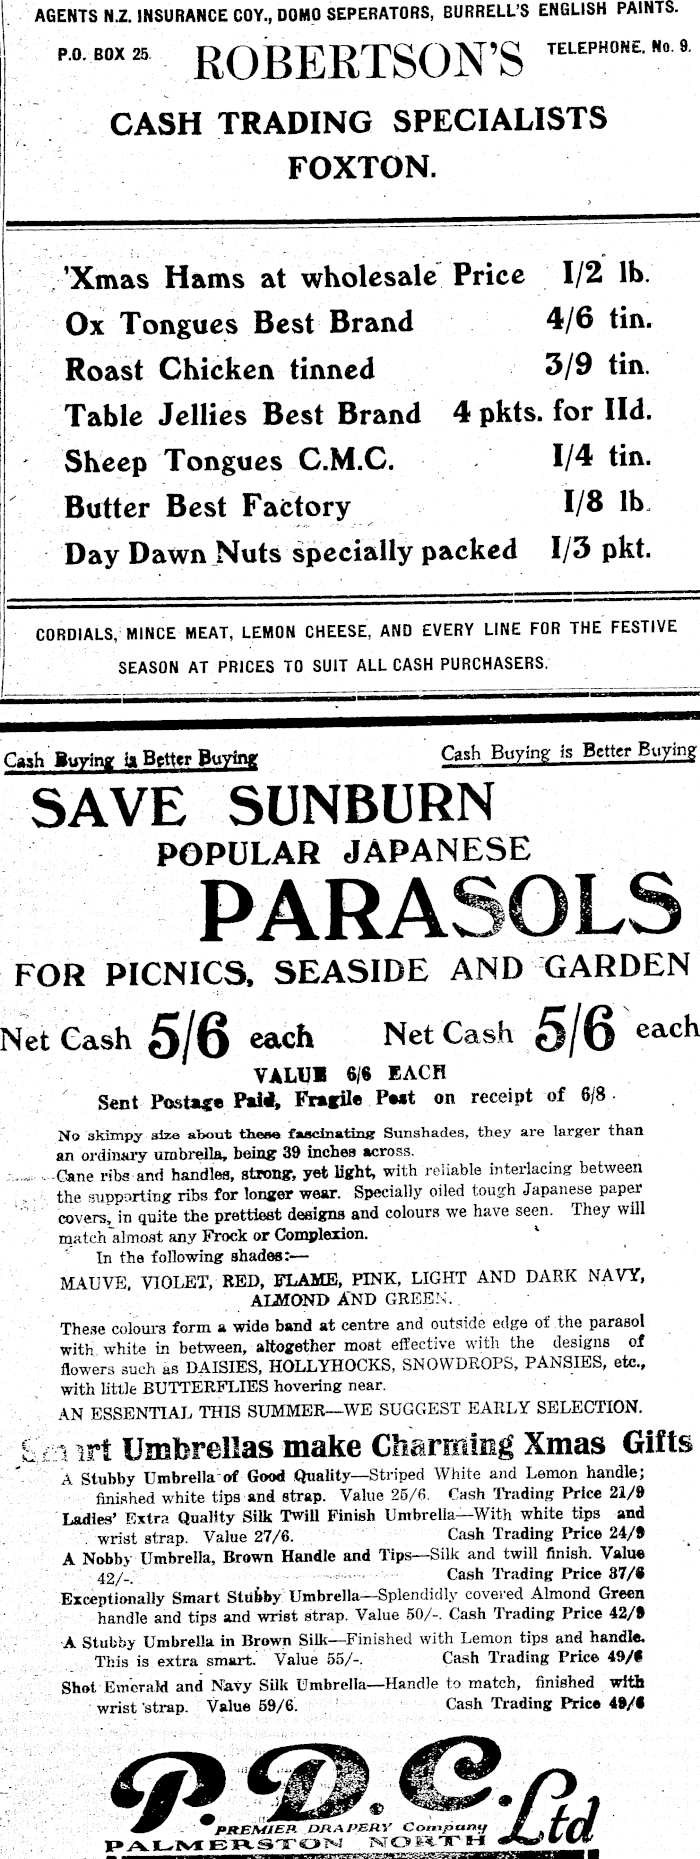 AGENTS N.Z. INSURANCE COY., DOMO SEPERATORS, BURRELL'S ENGLISH PAINTS.
P.O. BOX 25. ROBERTSON'S TELEPHONE, No. 9.
CASH TRADING SPECIALISTS
FOXTON.
'Xmas Hams at wholesale Price 1/2 lb.
Ox Tongues Best Brand 4/6 tin.
Roast Chicken tinned 3/9 tin.
Table Jellies Best Brand 4 pkts. for 11d.
Sheep Tongues C.M.C. 1/4 tin.
Butter Best Factory 1/8 lb.
Day Dawn Nuts specially packed 1/3 pkt.
CORDIALS, MINCE MEAT, LEMON CHEESE, AND EVERY LINE FOR THE FESTIVE
SEASON AT PRICES TO SUIT ALL CASH PURCHASERS.
Cash Buying is Better Buying Cash Buying is Better Buying
SAVE SUNBURN
POPULAR JAPANESE
PARASOLS
FOR PICNICS, SEASIDE AND GARDEN
Net Cash 5/6 each Net Cash 5/6 each
VALUE 6/6 EACH
Sent Postage Paid, Fragile Post on receipt of 6/8.
No skimpy size about these fascinating Sunshades, they are larger than
an ordinary umbrella, being 39 inches across.
Cane ribs and handles, strong, yet light, with reliable interlacing between
the supporting ribs for longer wear. Specially oiled tough Japanese paper
covers, in quite the prettiest designs and colours we have seen. They will
match almost any Frock or Complexion.
In the following shades:—
MAUVE, VIOLET, RED, FLAME, PINK, LIGHT AND DARK NAVY,
ALMOND AND GREEN.
These colours form a wide band at centre and outside edge of the parasol
with white in between, altogether most effective with the designs of
flowers such as DAISIES, HOLLYHOCKS, SNOWDROPS, PANSIES, etc.,
with little BUTTERFLIES hovering near.
AN ESSENTIAL THIS SUMMER—WE SUGGEST EARLY SELECTION.
Smart Umbrellas make Charming Xmas Gifts
A Stubby Umbrella of Good Quality—Striped White and Lemon handle;
finished white tips and strap. Value 25/6. Cash Trading Price 21/9
Ladies' Extra Quality Silk Twill Finish Umbrella—With white tips and
wrist strap. Value 27/6. Cash Trading Price 24/9
A Nobby Umbrella, Brown Handle and Tips—Silk and twill finish. Value
42/-. Cash Trading Price 37/6
Exceptionally Smart Stubby Umbrella—Splendidly covered Almond Green
handle and tips and wrist strap. Value 50/-. Cash Trading Price 42/9
A Stubby Umbrella in Brown Silk—Finished with Lemon tips and handle.
This is extra smart. Value 55/-. Cash Trading Price 49/6
Shot Emerald and Navy Silk Umbrella—Handle to match, finished with
wrist strap. Value 59/6. Cash Trading Price 49/6
P.D.C. Ltd
PREMIER DRAPERY Company
PALMERSTON NORTH